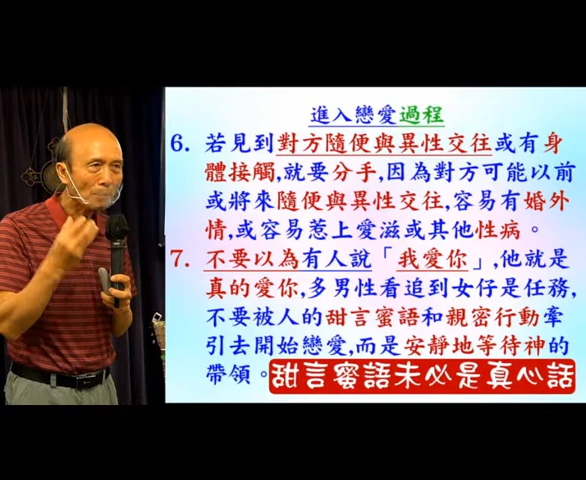 進入戀愛過程
6. 若見到對方隨便與異性交往或有身
體接觸,就要分手,因為對方可能以前
或將來隨便與異性交往,容易有婚外
情,或容易惹上愛滋或其他性病。
7. 不要以為有人說「我愛你」,他就是
真的愛你,多男性看追到女仔是任務,
不要被人的甜言蜜語和親密行動牽
引去開始戀愛,而是安靜地等待神的
帶領。
甜言蜜語未必是真心話